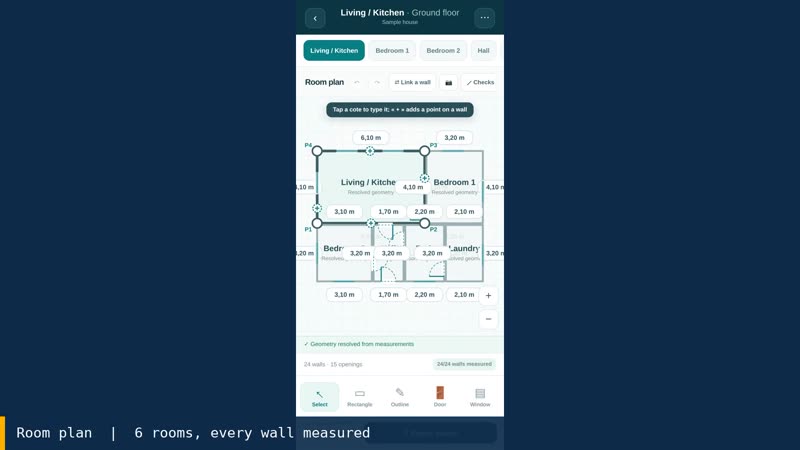 Living / Kitchen · Ground floor
Sample house
Living / Kitchen Bedroom 1 Bedroom 2 Hall
Room plan Link a wall Checks
Tap a cote to type it; « + » adds a point on a wall
6,10 m 3,20 m
P4 P3
Living / Kitchen Bedroom 1
4,10 m 4,10 m 4,10 m
Resolved geometry Resolved geometry
3,10 m 1,70 m 2,20 m 2,10 m
P1 P2
Laundry
3,20 m 3,20 m 3,20 m 3,20 m 3,20 m
3,10 m 1,70 m 2,20 m 2,10 m
+
−
✓ Geometry resolved from measurements
24 walls · 15 openings 24/24 walls measured
Select Rectangle Outline Door Window
Room plan | 6 rooms, every wall measured